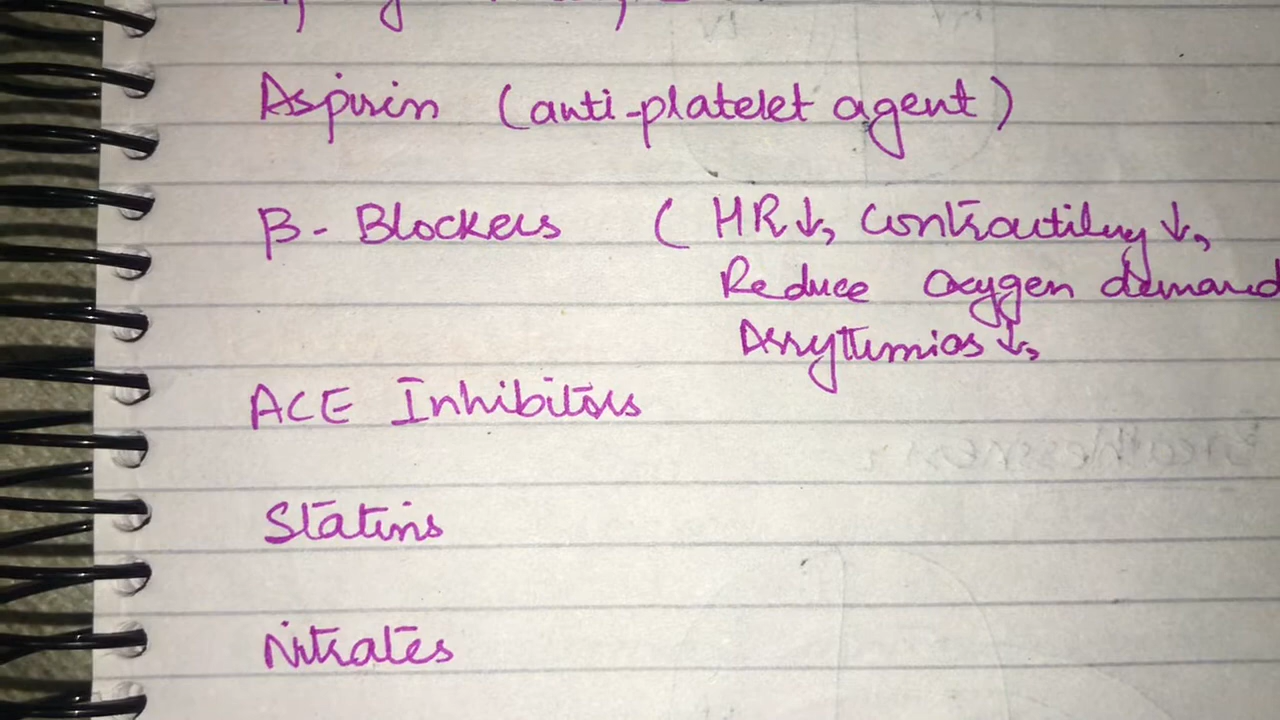 Aspirin (anti-platelet agent)
β- Blockers ( HR↓, Contractility ↓,
Reduce oxygen demand
Arrythmias ↓,
ACE Inhibitors
Statins
Nitrates